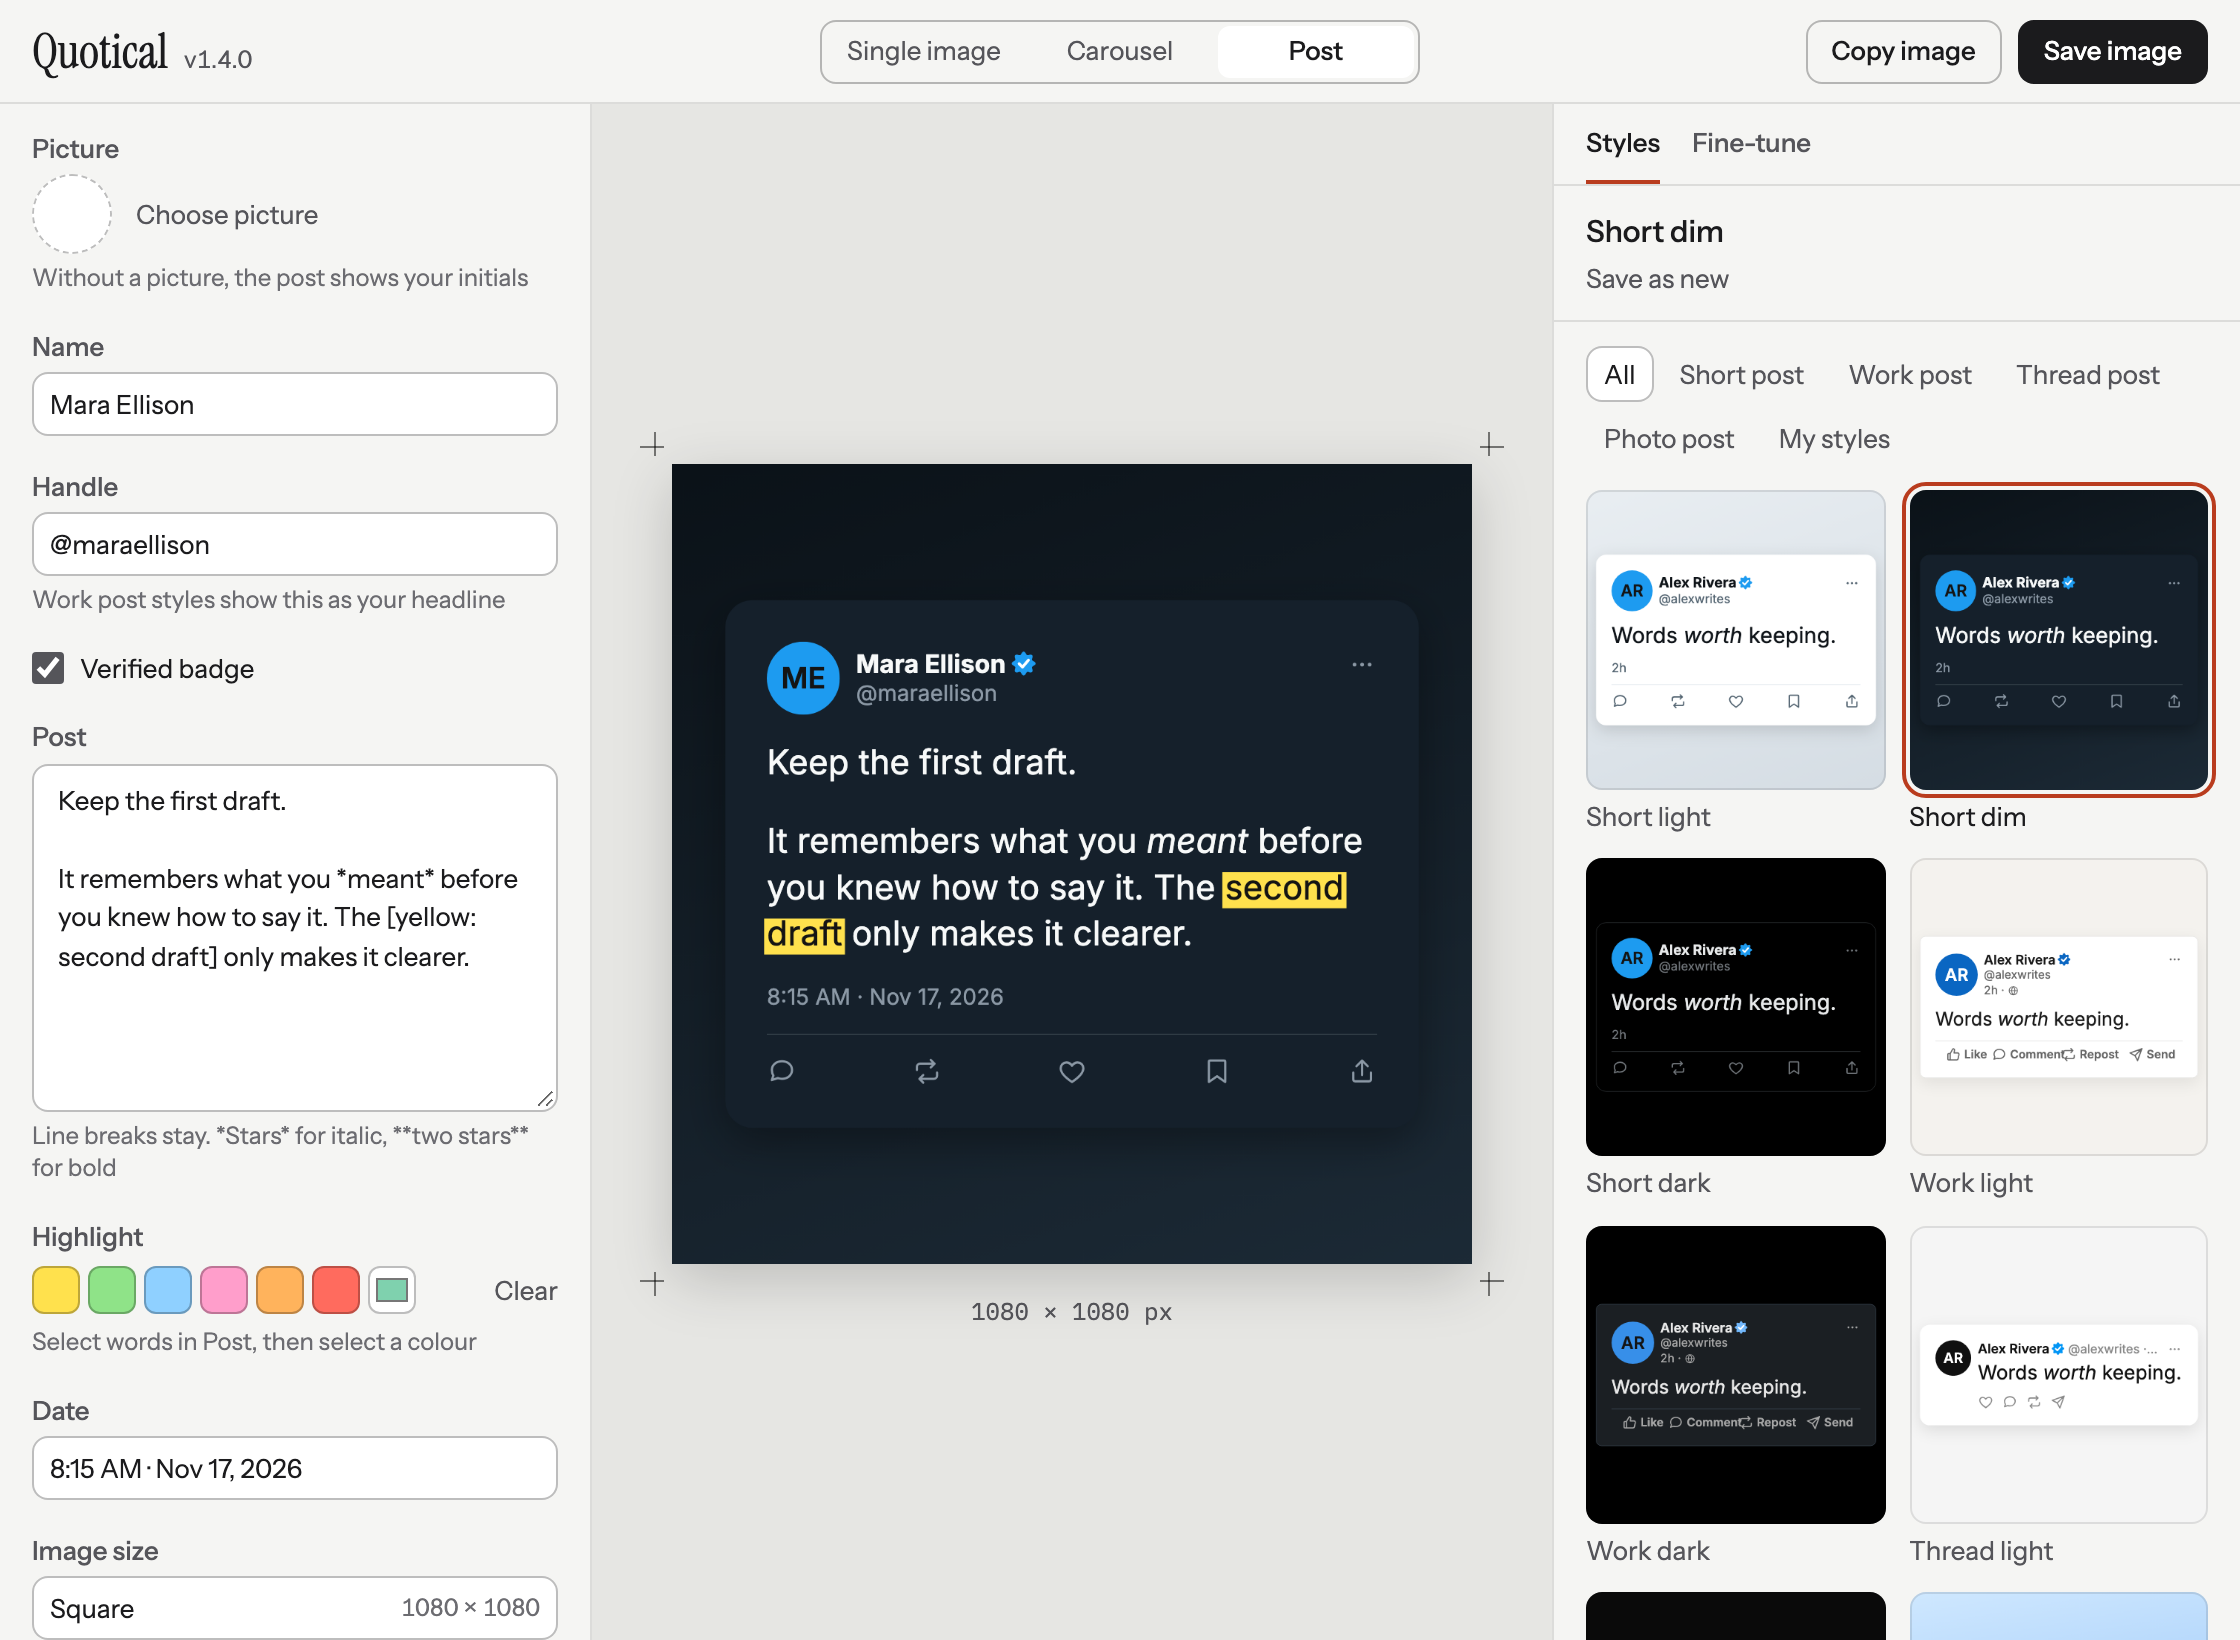 Quotical v1.4.0
Single image Carousel Post
Copy image Save image
Picture
Choose picture
Without a picture, the post shows your initials
Name
Mara Ellison
Handle
@maraellison
Work post styles show this as your headline
Verified badge
Post
Keep the first draft.
It remembers what you *meant* before
you knew how to say it. The [yellow:
second draft] only makes it clearer.
Line breaks stay. *Stars* for italic, **two stars**
for bold
Highlight
Clear
Select words in Post, then select a colour
Date
8:15 AM · Nov 17, 2026
Image size
Square 1080 × 1080
ME
Mara Ellison
@maraellison
Keep the first draft.
It remembers what you meant before
you knew how to say it. The second
draft only makes it clearer.
8:15 AM · Nov 17, 2026
1080 × 1080 px
Styles Fine-tune
Short dim
Save as new
All Short post Work post Thread post
Photo post My styles
AR Alex Rivera
@alexwrites
Words worth keeping.
2h
Short light
AR Alex Rivera
@alexwrites
Words worth keeping.
2h
Short dim
AR Alex Rivera
@alexwrites
Words worth keeping.
2h
Short dark
AR Alex Rivera
@alexwrites
2h ·
Words worth keeping.
Like Comment Repost Send
Work light
AR Alex Rivera
@alexwrites
2h ·
Words worth keeping.
Like Comment Repost Send
Work dark
AR Alex Rivera @alexwrites ·...
Words worth keeping.
Thread light